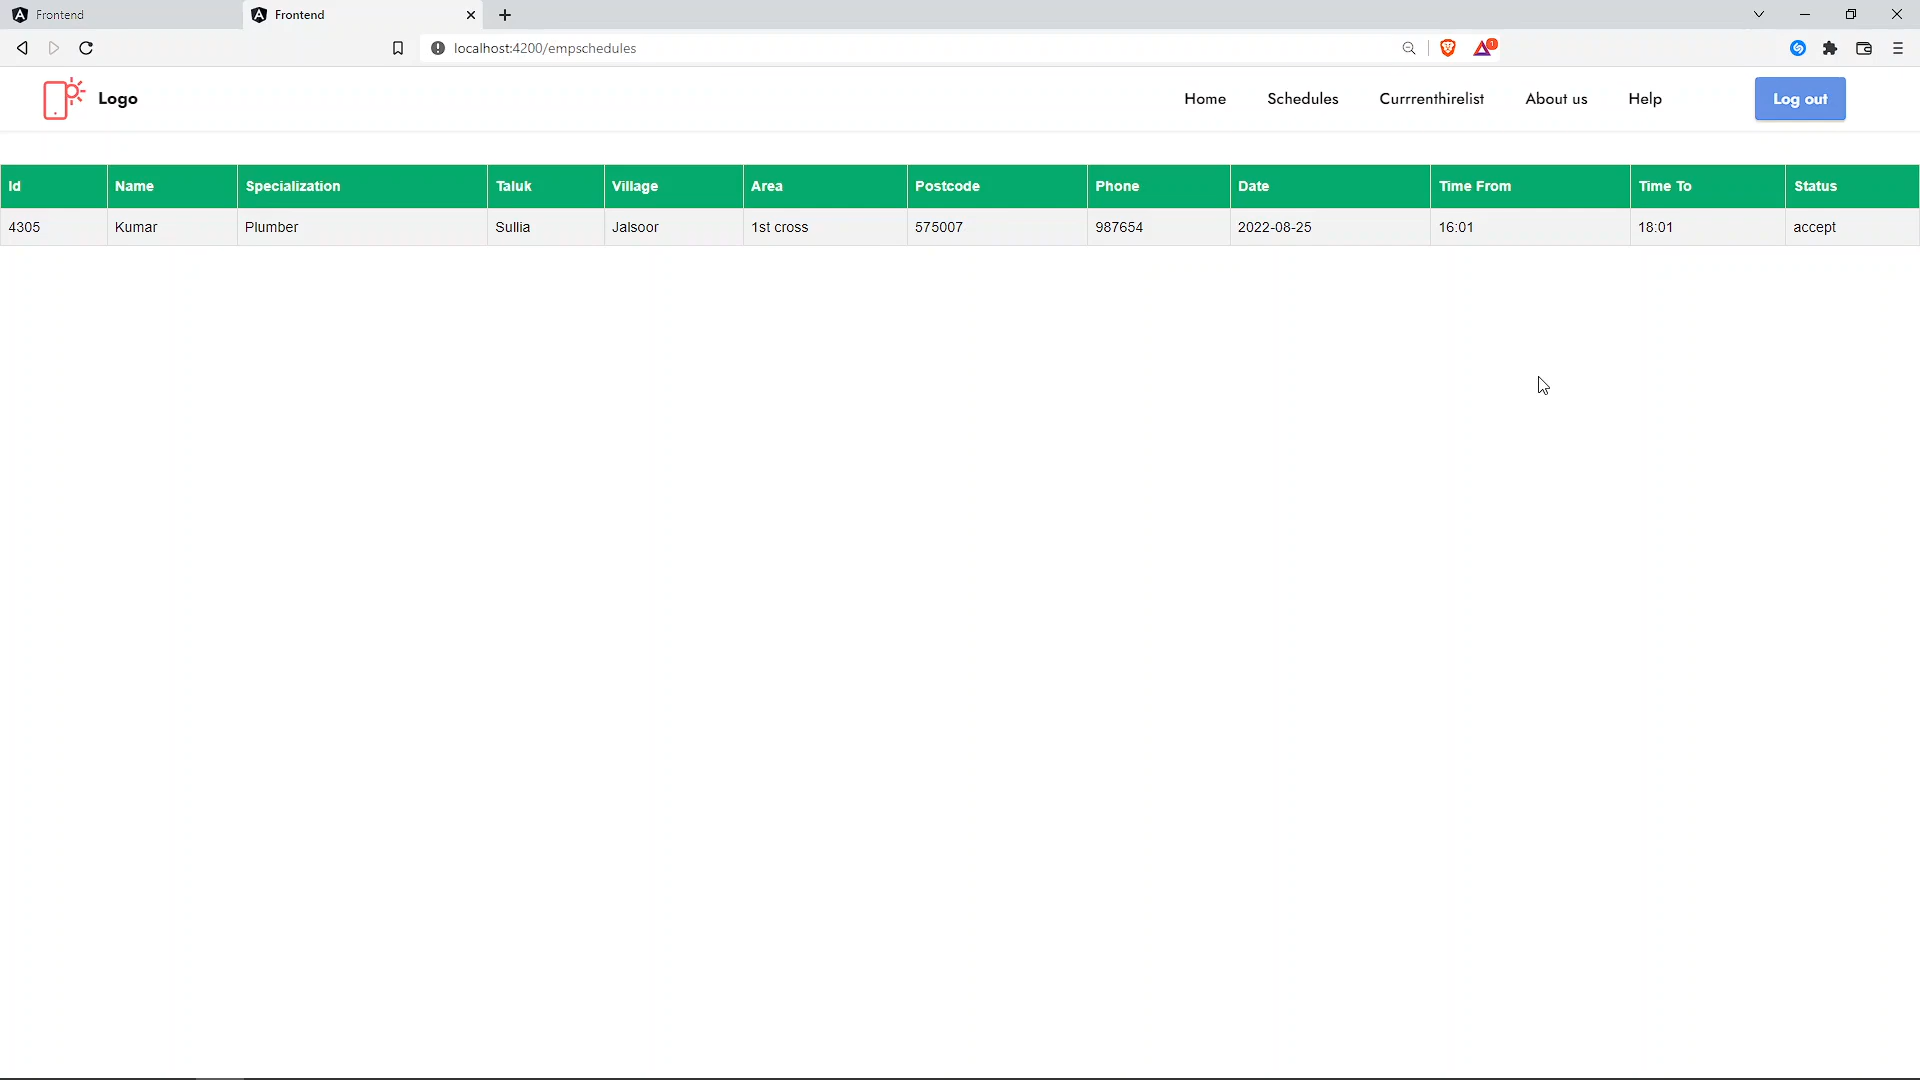 Frontend Frontend
localhost:4200/empschedules 1
Logo Home Schedules Currrenthirelist About us Help Log out
Id Name Specialization Taluk Village Area Postcode Phone Date Time From Time To Status
4305 Kumar Plumber Sullia Jalsoor 1st cross 575007 987654 2022-08-25 16:01 18:01 accept